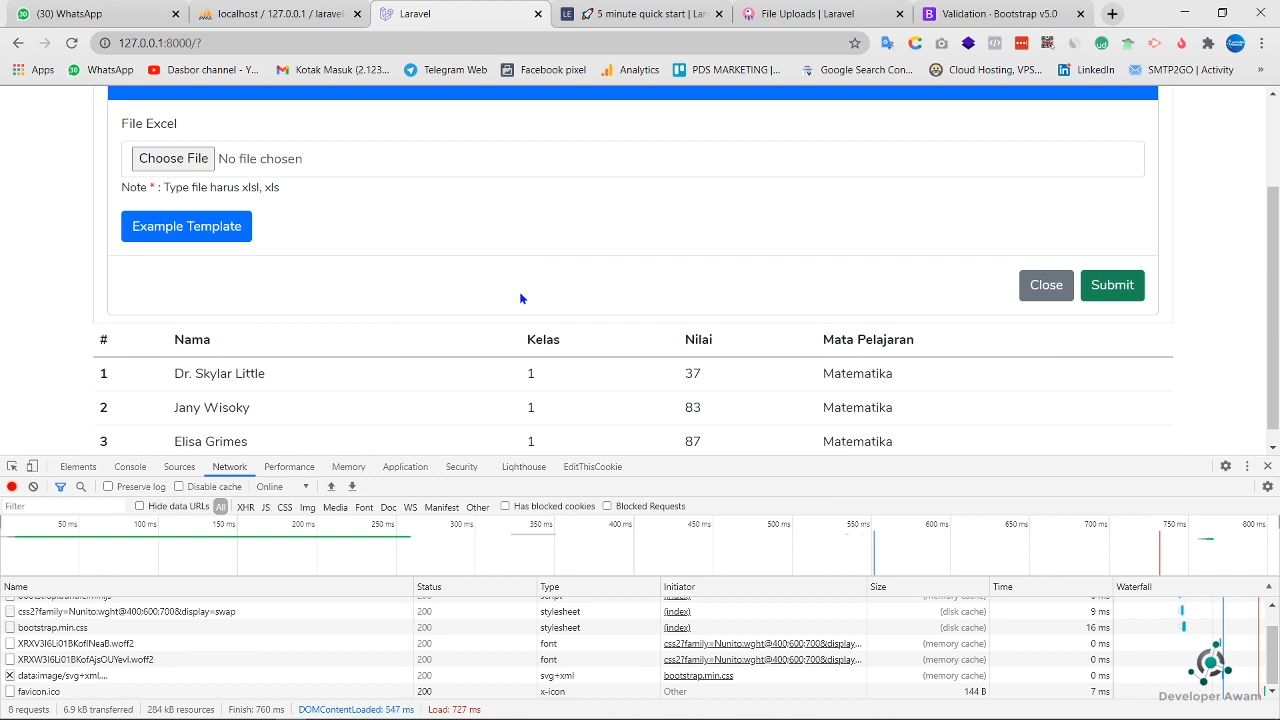 (30) WhatsApp
localhost / 127.0.0.1 / laravel
Laravel
5 minute quick start | Lar
File Uploads | Laravel
Validation · Bootstrap v5.0
127.0.0.1:8000/?
Apps
WhatsApp
Dasbor channel - Y...
Kotak Masuk (2.123...
Telegram Web
Facebook pixel
Analytics
PDS MARKETING |...
Google Search Con...
Cloud Hosting, VPS...
LinkedIn
SMTP2GO | Activity
»
File Excel
Choose File No file chosen
Note * : Type file harus xlsl, xls
Example Template
Close Submit
# Nama Kelas Nilai Mata Pelajaran
1 Dr. Skylar Little 1 37 Matematika
2 Jany Wisoky 1 83 Matematika
3 Elisa Grimes 1 87 Matematika
Elements Console Sources Network Performance Memory Application Security Lighthouse EditThisCookie
Preserve log Disable cache Online
Filter Hide data URLs All XHR JS CSS Img Media Font Doc WS Manifest Other Has blocked cookies Blocked Requests
50 ms 100 ms 150 ms 200 ms 250 ms 300 ms 350 ms 400 ms 450 ms 500 ms 550 ms 600 ms 650 ms 700 ms 750 ms 800 ms
Name Status Type Initiator Size Time Waterfall
css2?family=Nunito:wght@400;600;700&display=swap 200 stylesheet (index) (disk cache) 9 ms
bootstrap.min.css 200 stylesheet (index) (disk cache) 16 ms
XRXV3I6Li01BKofINeaB.woff2 200 font css2?family=Nunito:wght@400;600;700&display... (memory cache) 0 ms
XRXW3I6Li01BKofAjsOUYevI.woff2 200 font css2?family=Nunito:wght@400;600;700&display... (memory cache) 0 ms
data:image/svg+xml... 200 svg+xml bootstrap.min.css (memory cache) 0 ms
favicon.ico 200 x-icon Other 144 B 7 ms
8 requests 6.9 kB transferred 284 kB resources Finish: 760 ms DOMContentLoaded: 547 ms Load: 727 ms
Developer Awam